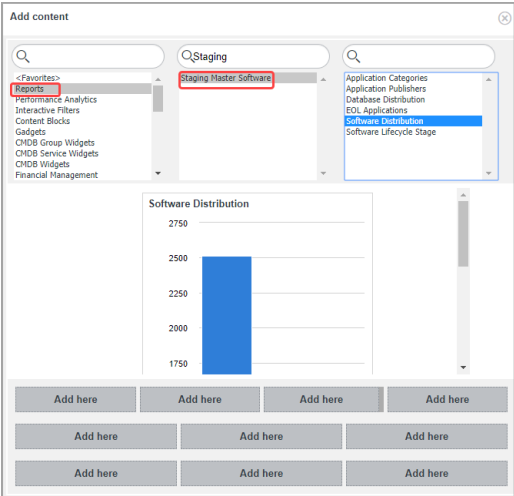 Add content
Staging
<Favorites>
Reports
Performance Analytics
Interactive Filters
Content Blocks
Gadgets
CMDB Group Widgets
CMDB Service Widgets
CMDB Widgets
Financial Management
Staging Master Software
Application Categories
Application Publishers
Database Distribution
EOL Applications
Software Distribution
Software Lifecycle Stage
Software Distribution
2750
2500
2250
2000
1750
Add here Add here Add here Add here
Add here Add here Add here
Add here Add here Add here